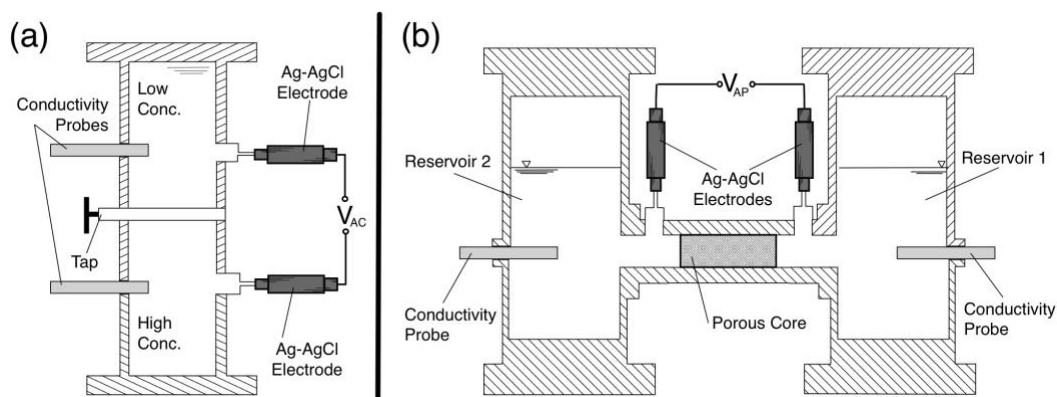 (a)
Low
Conc.
Ag-AgCl
Electrode
Conductivity
Probes
V_AC
Tap
High
Conc.
Ag-AgCl
Electrode
(b)
V_AP
Reservoir 2
Reservoir 1
Ag-AgCl
Electrodes
Conductivity
Probe
Porous Core
Conductivity
Probe